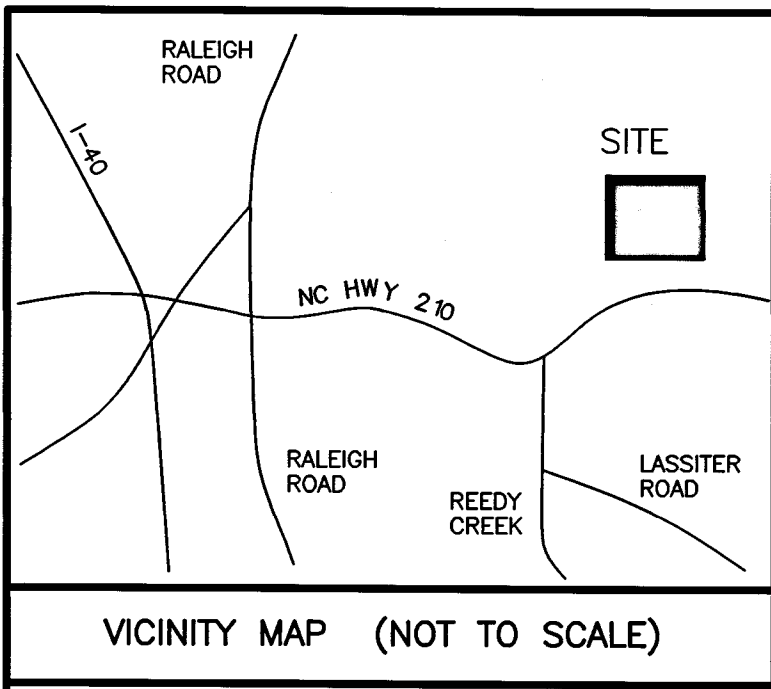 RALEIGH
ROAD
I-40
SITE
NC HWY 210
RALEIGH
ROAD
REEDY
CREEK
LASSITER
ROAD
VICINITY MAP (NOT TO SCALE)